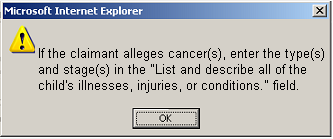 Microsoft Internet Explorer
If the claimant alleges cancer(s), enter the type(s)
and stage(s) in the "List and describe all of the
child's illnesses, injuries, or conditions." field.
OK